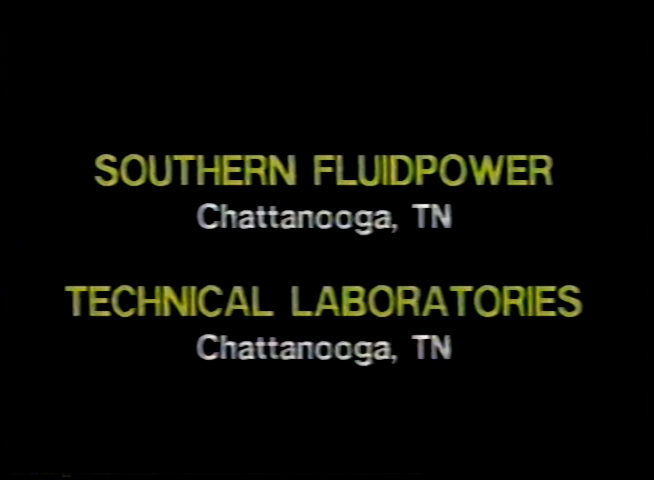 SOUTHERN FLUIDPOWER
Chattanooga, TN
TECHNICAL LABORATORIES
Chattanooga, TN